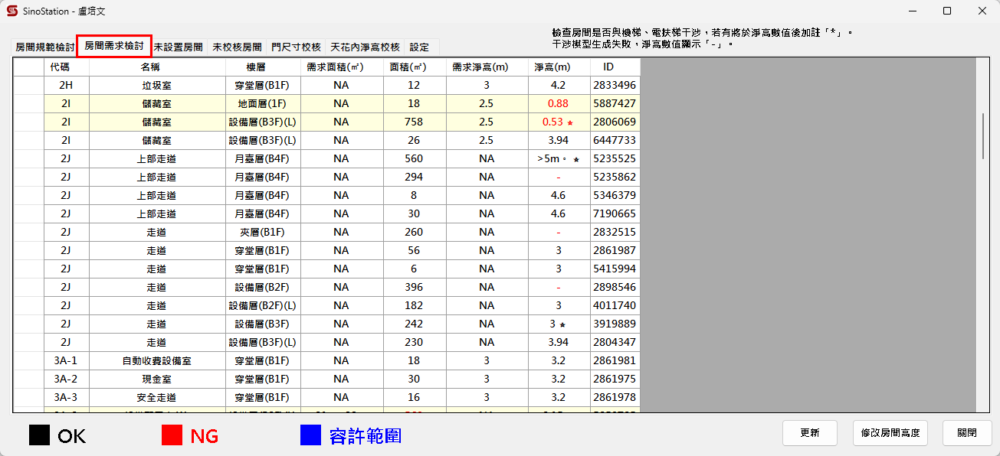 SinoStation - 盧培文
檢查房間是否與樓梯、電扶梯干涉，若有將於淨高數值後加註「*」。
干涉模型生成失敗，淨高數值顯示「-」。
房間規範檢討 房間需求檢討 未設置房間 未校核房間 門尺寸校核 天花內淨高校核 設定
代碼 名稱 樓層 需求面積(㎡) 面積(㎡) 需求淨高(m) 淨高(m) ID
2H 垃圾室 穿堂層(B1F) NA 12 3 4.2 2833496
2I 儲藏室 地面層(1F) NA 18 2.5 0.88 5887427
2I 儲藏室 設備層(B3F)(L) NA 758 2.5 0.53 ★ 2806069
2I 儲藏室 設備層(B3F)(L) NA 26 2.5 3.94 6447733
2J 上部走道 月臺層(B4F) NA 560 NA >5m。 ★ 5235525
2J 上部走道 月臺層(B4F) NA 294 NA - 5235862
2J 上部走道 月臺層(B4F) NA 8 NA 4.6 5346379
2J 上部走道 月臺層(B4F) NA 30 NA 4.6 7190665
2J 走道 夾層(B1F) NA 260 NA - 2832515
2J 走道 穿堂層(B1F) NA 56 NA 3 2861987
2J 走道 穿堂層(B1F) NA 6 NA 3 5415994
2J 走道 設備層(B2F) NA 396 NA - 2898546
2J 走道 設備層(B2F)(L) NA 182 NA 3 4011740
2J 走道 設備層(B3F) NA 242 NA 3 ★ 3919889
2J 走道 設備層(B3F)(L) NA 230 NA 3.94 2804347
3A-1 自動收費設備室 穿堂層(B1F) NA 18 3 3.2 2861981
3A-2 現金室 穿堂層(B1F) NA 30 3 3.2 2861975
3A-3 安全走道 穿堂層(B1F) NA 16 3 3.2 2861978
OK NG 容許範圍 更新 修改房間高度 關閉